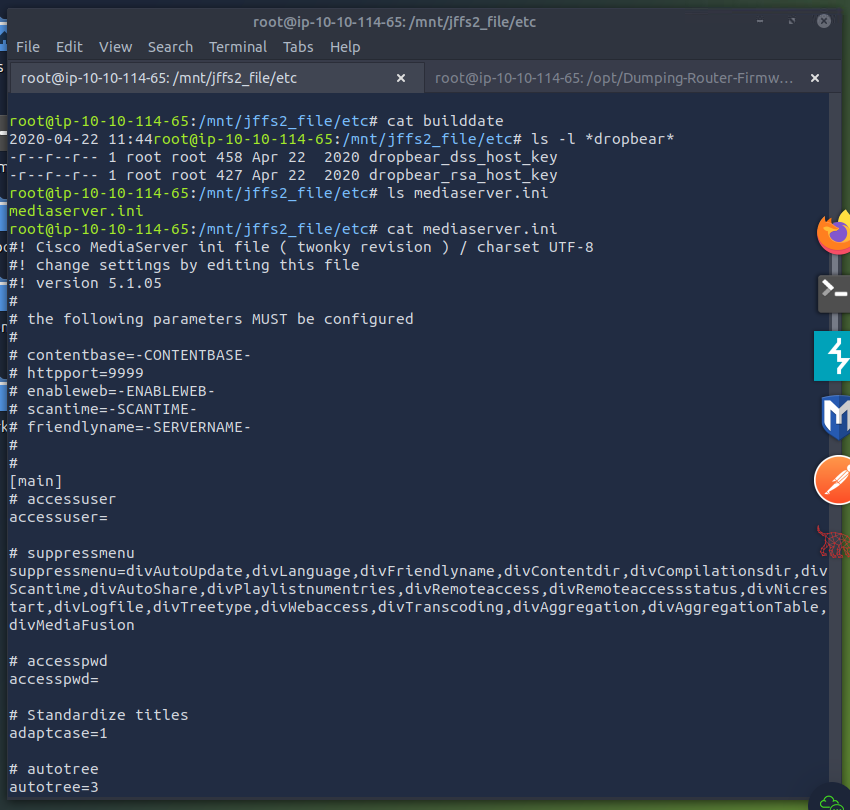 root@ip-10-10-114-65: /mnt/jffs2_file/etc
File Edit View Search Terminal Tabs Help
root@ip-10-10-114-65: /mnt/jffs2_file/etc × root@ip-10-10-114-65: /opt/Dumping-Router-Firmw... ×
root@ip-10-10-114-65:/mnt/jffs2_file/etc# cat builddate
2020-04-22 11:44root@ip-10-10-114-65:/mnt/jffs2_file/etc# ls -l *dropbear*
-r--r--r-- 1 root root 458 Apr 22  2020 dropbear_dss_host_key
-r--r--r-- 1 root root 427 Apr 22  2020 dropbear_rsa_host_key
root@ip-10-10-114-65:/mnt/jffs2_file/etc# ls mediaserver.ini
mediaserver.ini
root@ip-10-10-114-65:/mnt/jffs2_file/etc# cat mediaserver.ini
#! Cisco MediaServer ini file ( twonky revision ) / charset UTF-8
#! change settings by editing this file
#! version 5.1.05
#
# the following parameters MUST be configured
#
# contentbase=-CONTENTBASE-
# httpport=9999
# enableweb=-ENABLEWEB-
# scantime=-SCANTIME-
# friendlyname=-SERVERNAME-
#
#
[main]
# accessuser
accessuser=
# suppressmenu
suppressmenu=divAutoUpdate,divLanguage,divFriendlyname,divContentdir,divCompilationsdir,div
Scantime,divAutoShare,divPlaylistnumentries,divRemoteaccess,divRemoteaccessstatus,divNicres
tart,divLogfile,divTreetype,divWebaccess,divTranscoding,divAggregation,divAggregationTable,
divMediaFusion
# accesspwd
accesspwd=
# Standardize titles
adaptcase=1
# autotree
autotree=3